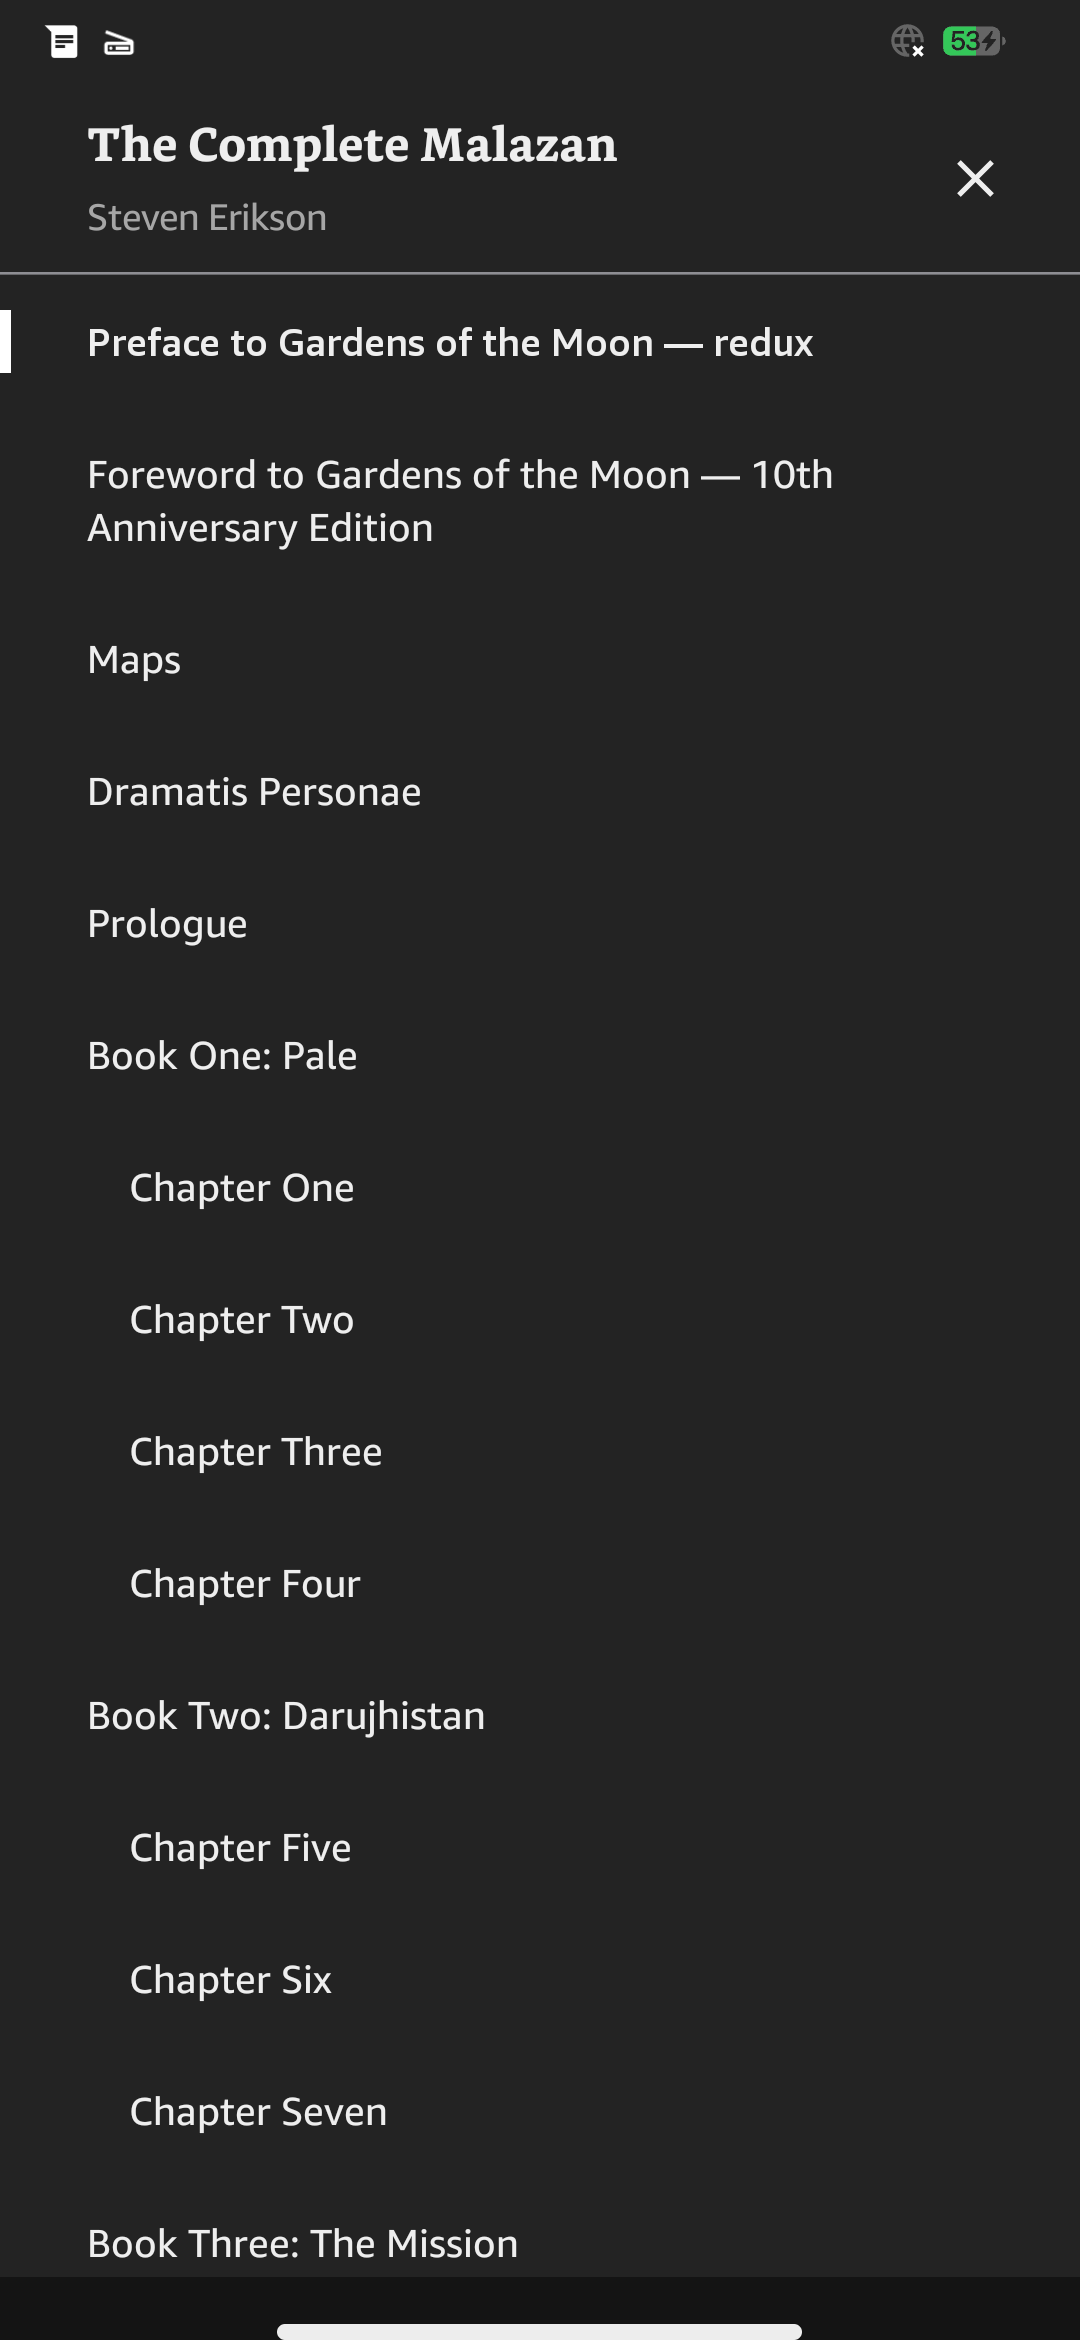 53
The Complete Malazan
Steven Erikson
Preface to Gardens of the Moon — redux
Foreword to Gardens of the Moon — 10th
Anniversary Edition
Maps
Dramatis Personae
Prologue
Book One: Pale
Chapter One
Chapter Two
Chapter Three
Chapter Four
Book Two: Darujhistan
Chapter Five
Chapter Six
Chapter Seven
Book Three: The Mission